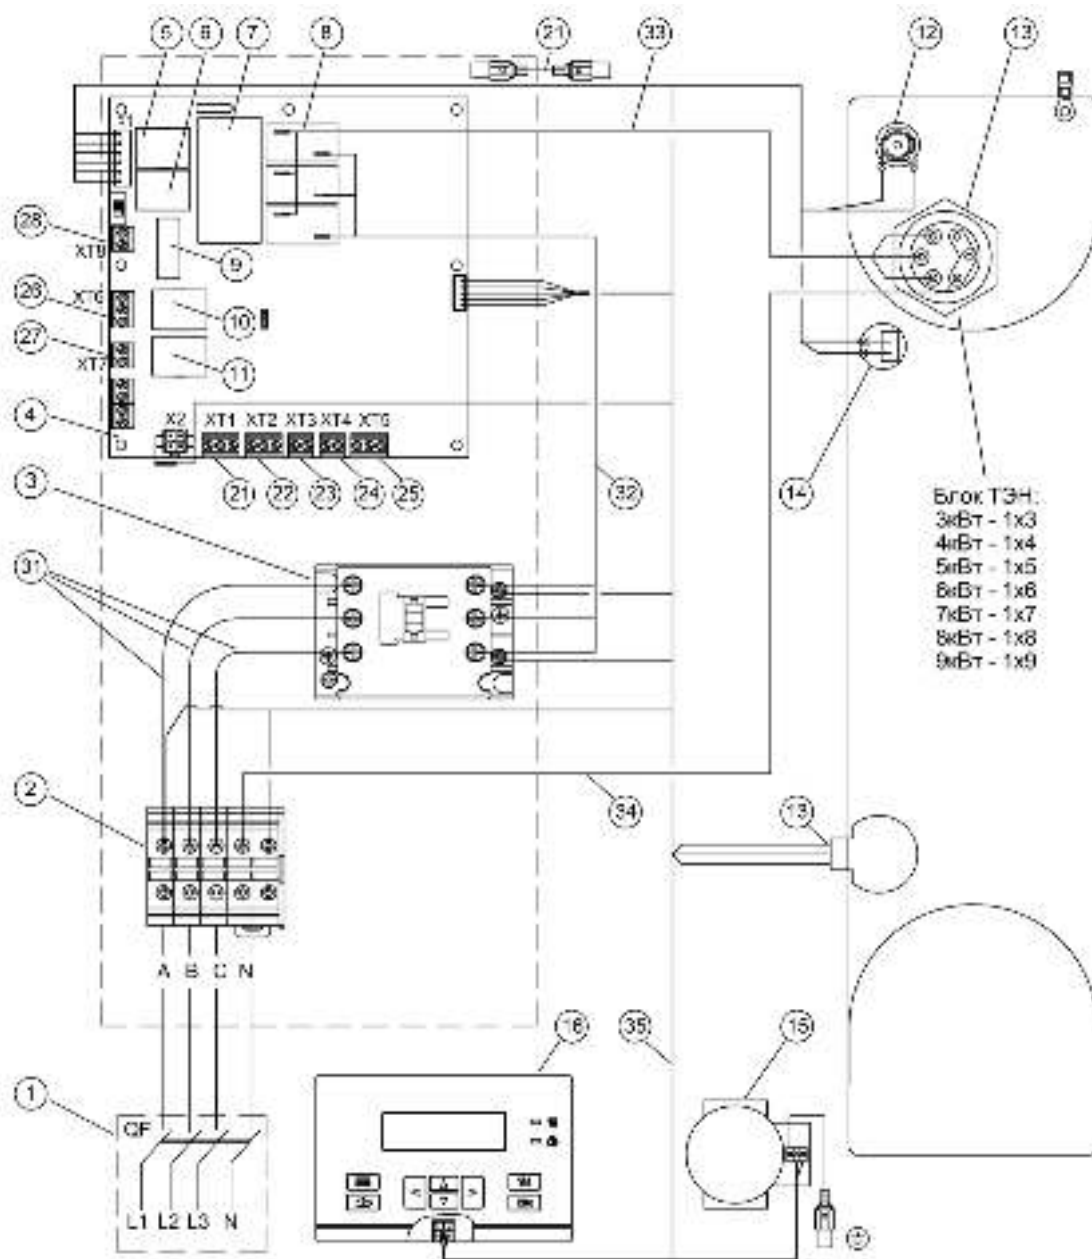 5 6 7 8 21 33 12 13
28
XT8
9
26
XT6
10
27
XT7
11
4
X2 XT1 XT2 XT3 XT4 XT5
21 22 23 24 25
3
32
14
Блок ТЭН:
3кВт - 1х3
4кВт - 1х4
5кВт - 1х5
6кВт - 1х6
7кВт - 1х7
8кВт - 1х8
9кВт - 1х9
31
2
34
13
A B C N
16 35 15
1
QF
L1 L2 L3 N